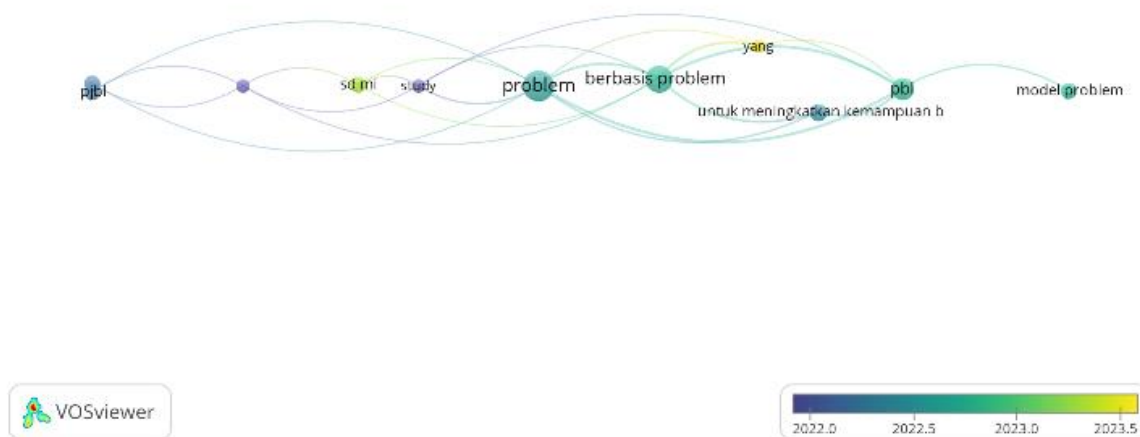 yang
berbasis problem
pjbl
sd mi
study
problem
pbl
model problem
untuk meningkatkan kemampuan b
VOSviewer
2022.0
2022.5
2023.0
2023.5